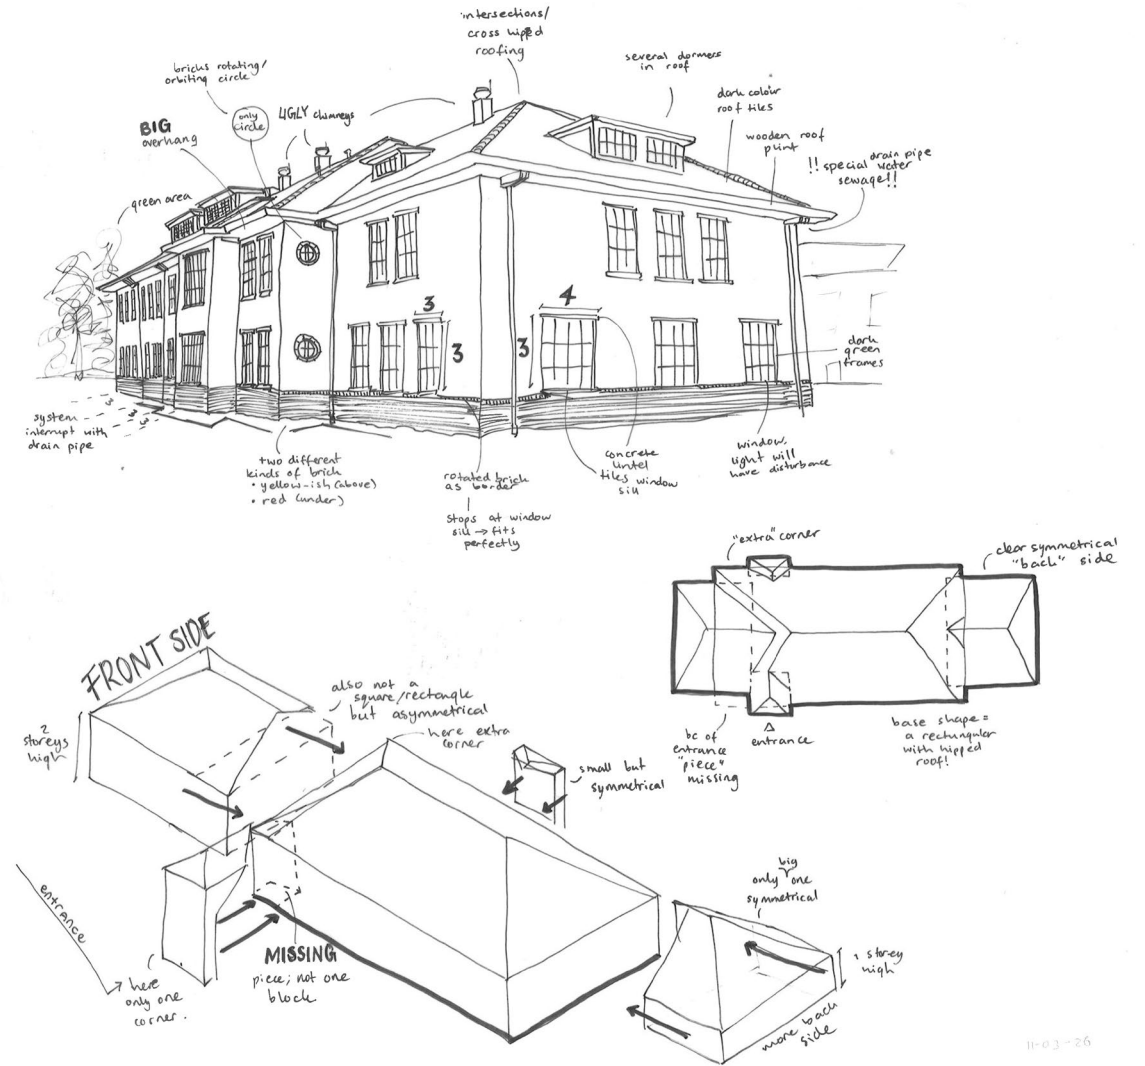 intersections/
cross hipped
roofing
several dormers
in roof
bricks rotating/
orbiting circle
only
circle
UGLY chimneys
BIG
overhang
dark colour
roof tiles
wooden roof
plint
drain pipe
!! special water
sewage!!
green area
3
3
4
3
dark
green
frames
3
3
3
system
interrupt with
drain pipe
two different
kinds of brick
• yellow-ish (above)
• red (under)
rotated brick
as border
stops at window
sill → fits
perfectly
concrete
lintel
tiles window
sill
window,
light will
have disturbance
"extra" corner
clear symmetrical
"back" side
bc of
entrance
"piece"
missing
entrance
base shape =
a rectungular
with hipped
roof!
FRONT SIDE
2
storeys
high
also not a
square/rectangle
but asymmetrical
here extra
corner
small but
symmetrical
entrance
here
only one
corner.
MISSING
piece; not one
block
big
only one
symmetrical
1 storey
high
more back
side
11-03-26